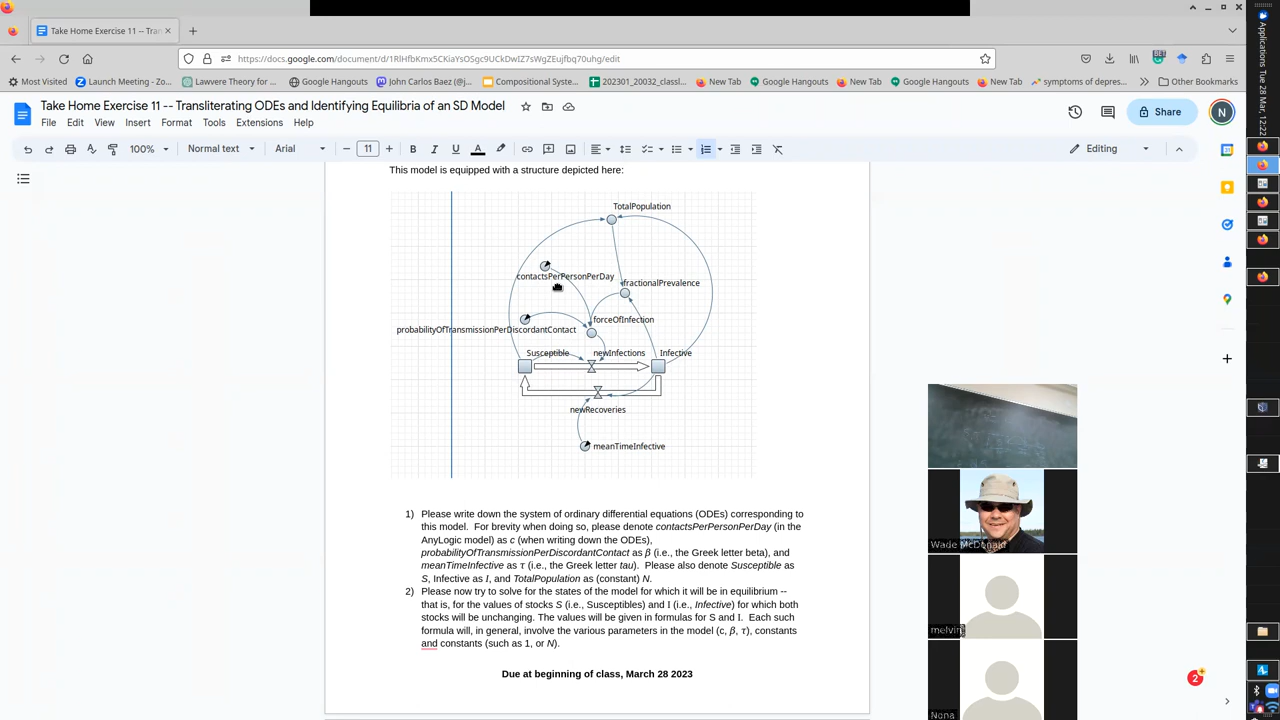 Take Home Exercise 11 -- Tran
https://docs.google.com/document/d/1RlHfbKmx5CKiaYsOSgc9UCkDwIZ7sWgZEujfbq70uhg/edit
Most Visited
Launch Meeting - Zo...
Lawvere Theory in...
Google Hangouts
John Carlos Baez (@j...
Compositional Syste...
202301_20032_classl...
New Tab
Google Hangouts
New Tab
Google Hangouts
New Tab
symptoms of depres...
Other Bookmarks
Take Home Exercise 11 -- Transliterating ODEs and Identifying Equilibria of an SD Model
Share
N
File Edit View Insert Format Tools Extensions Help
100% Normal text Arial 11 B I U A Editing
This model is equipped with a structure depicted here:
TotalPopulation
contactsPerPersonPerDay
fractionalPrevalence
forceOfInfection
probabilityOfTransmissionPerDiscordantContact
Susceptible newInfections Infective
newRecoveries
meanTimeInfective
1) Please write down the system of ordinary differential equations (ODEs) corresponding to
this model. For brevity when doing so, please denote contactsPerPersonPerDay (in the
AnyLogic model) as c (when writing down the ODEs),
probabilityOfTransmissionPerDiscordantContact as β (i.e., the Greek letter beta), and
meanTimeInfective as τ (i.e., the Greek letter tau). Please also denote Susceptible as
S, Infective as I, and TotalPopulation as (constant) N.
2) Please now try to solve for the states of the model for which it will be in equilibrium --
that is, for the values of stocks S (i.e., Susceptibles) and I (i.e., Infective) for which both
stocks will be unchanging. The values will be given in formulas for S and I. Each such
formula will, in general, involve the various parameters in the model (c, β, τ), constants
and constants (such as 1, or N).
Due at beginning of class, March 28 2023
Wade McDonald
melvin
Nona
2
Applications Tue 28 Mar, 12:22